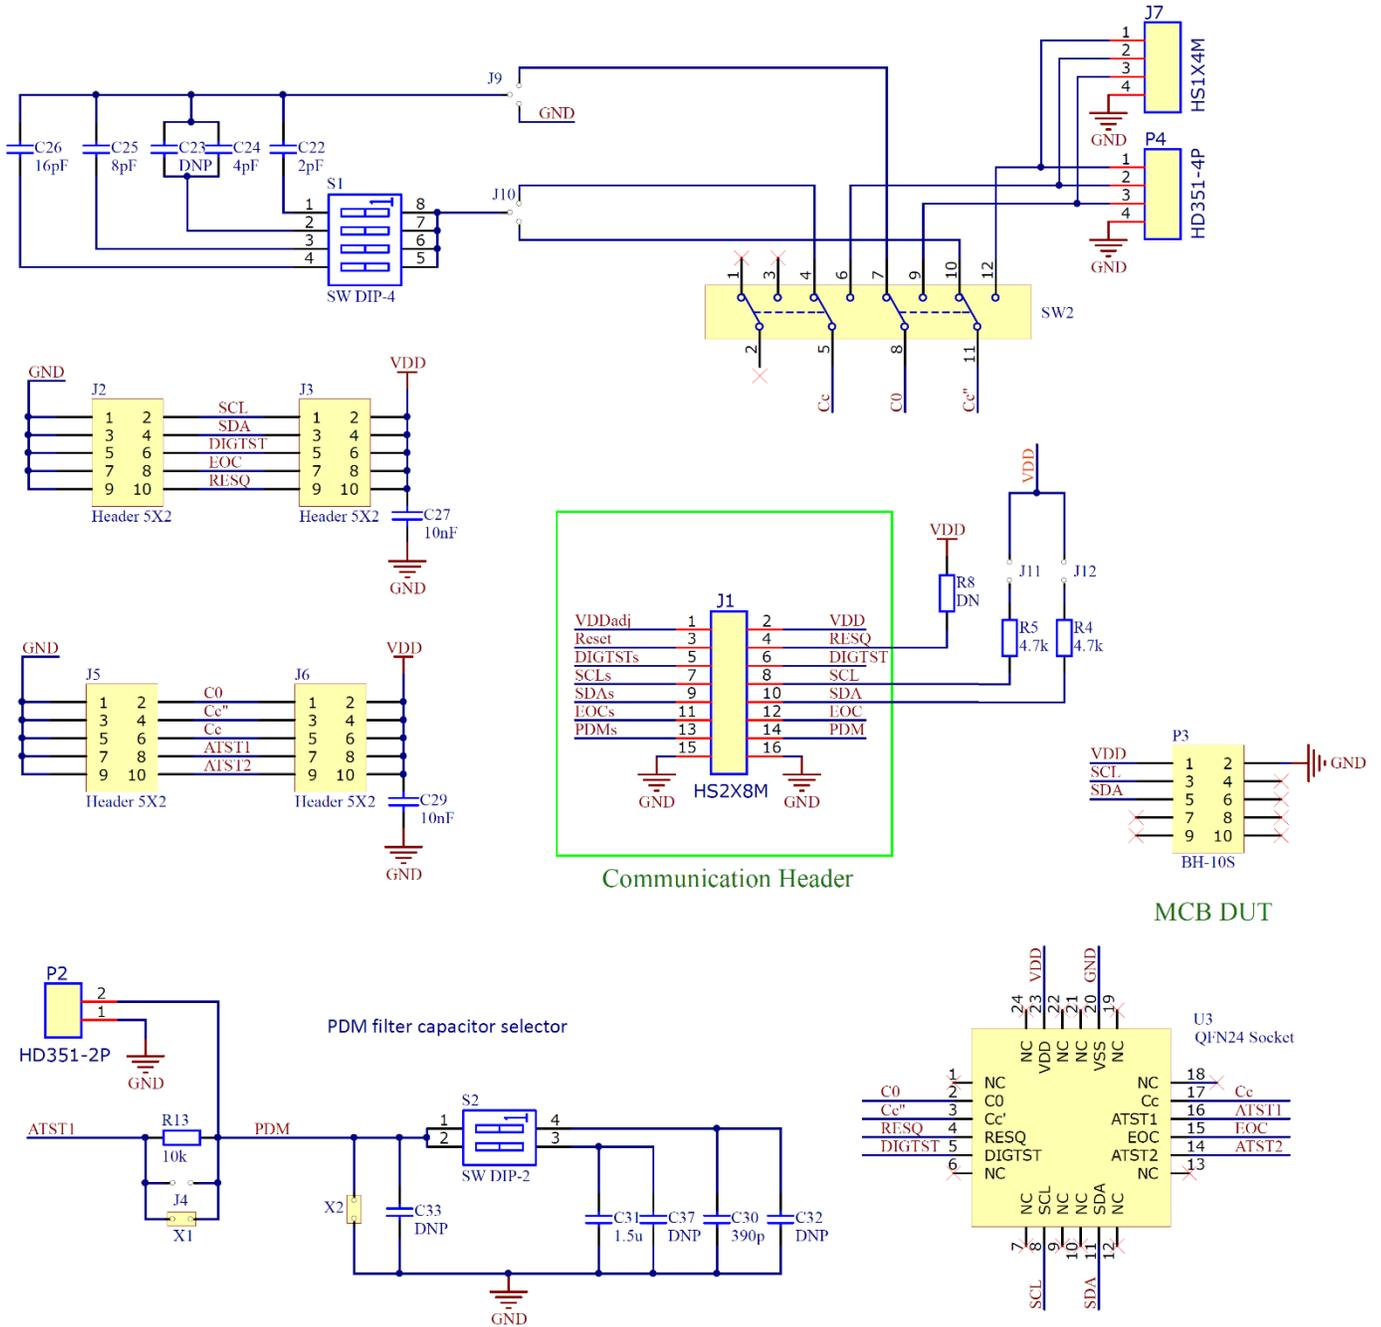 J7
1
2
3
4
HS1X4M
GND
J9
GND
C26
16pF
C25
8pF
C23
DNP
C24
4pF
C22
2pF
P4
1
2
3
4
HD351-4P
GND
S1
1
1 8
2 7
3 6
4 5
SW DIP-4
J10
1 3 4 6 7 9 10 12
SW2
2 5 8 11
Cc C0 Cc"
GND
VDD
J2
J3
SCL
SDA
DIGTST
EOC
RESQ
1 2
3 4
5 6
7 8
9 10
1 2
3 4
5 6
7 8
9 10
Header 5X2
Header 5X2
C27
10nF
GND
VDD
J11
J12
R5
4.7k
R4
4.7k
VDD
R8
DN
J1
VDDadj 1 2 VDD
Reset 3 4 RESQ
DIGTSTs 5 6 DIGTST
SCLs 7 8 SCL
SDAs 9 10 SDA
EOCs 11 12 EOC
PDMs 13 14 PDM
15 16
GND
HS2X8M
GND
Communication Header
GND
VDD
J5
J6
C0
Cc"
Cc
ATST1
ATST2
1 2
3 4
5 6
7 8
9 10
1 2
3 4
5 6
7 8
9 10
Header 5X2
Header 5X2
C29
10nF
GND
P3
VDD 1 2 GND
SCL 3 4
SDA 5 6
7 8
9 10
BH-10S
MCB DUT
P2
2
1
HD351-2P
GND
PDM filter capacitor selector
ATST1
R13
10k
PDM
J4
X1
X2
C33
DNP
S2
1
1 4
2 3
SW DIP-2
C31
1.5u
C37
DNP
C30
390p
C32
DNP
GND
VDD GND
24 23 22 21 20 19
NC VDD NC NC VSS NC
U3
QFN24 Socket
1 NC NC 18
C0 2 C0 Cc 17 Cc
Cc" 3 Cc' ATST1 16 ATST1
RESQ 4 RESQ EOC 15 EOC
DIGTST 5 DIGTST ATST2 14 ATST2
6 NC NC 13
NC SCL NC NC SDA NC
7 8 9 10 11 12
SCL SDA